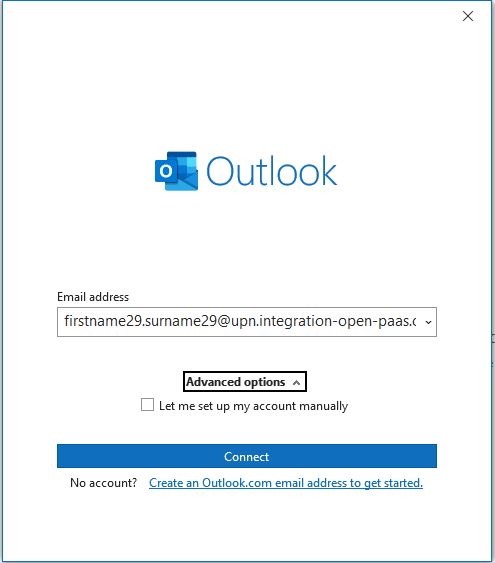 Outlook
Email address
firstname29.surname29@upn.integration-open-paas.c
Advanced options
Let me set up my account manually
Connect
No account? Create an Outlook.com email address to get started.